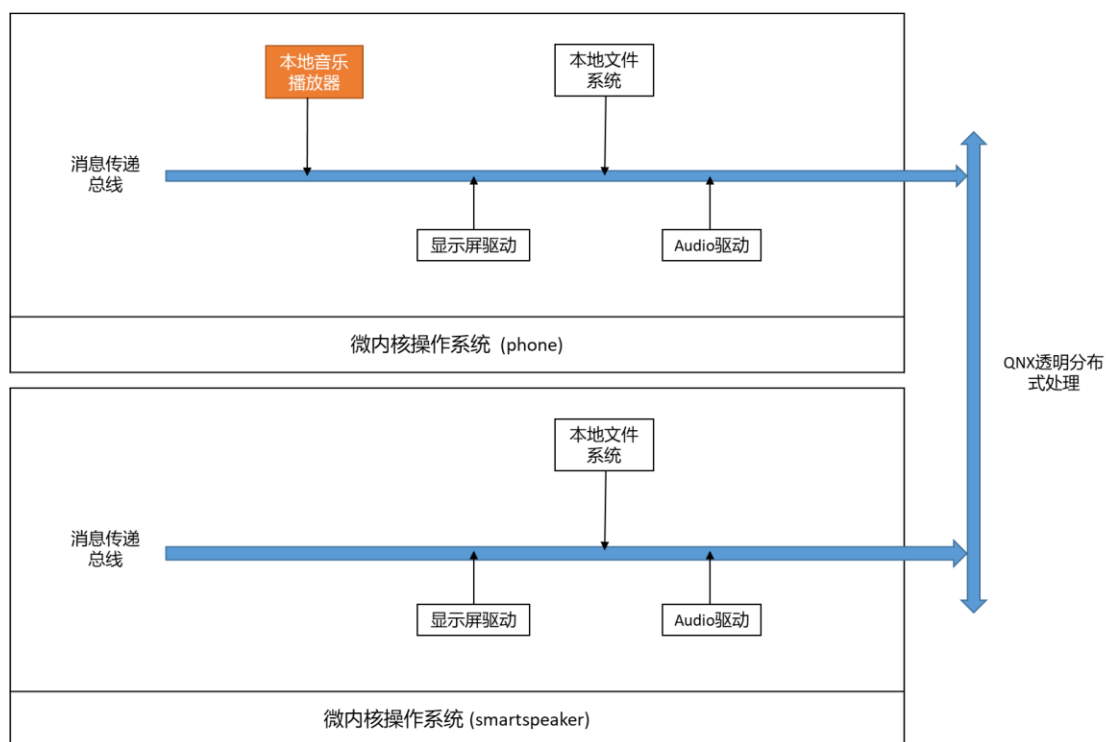 本地音乐
播放器
本地文件
系统
消息传递
总线
显示屏驱动
Audio驱动
微内核操作系统 (phone)
QNX透明分布
式处理
本地文件
系统
消息传递
总线
显示屏驱动
Audio驱动
微内核操作系统 (smartspeaker)